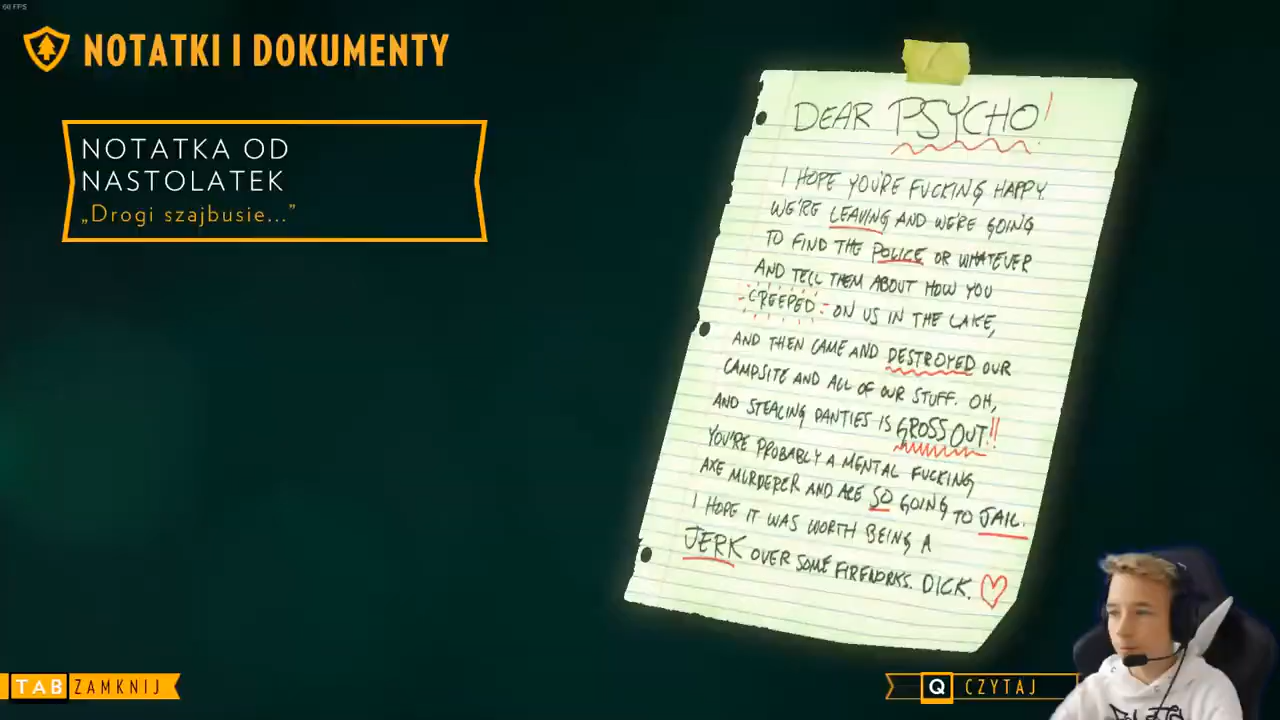 60 FPS
NOTATKI I DOKUMENTY
NOTATKA OD
NASTOLATEK
„Drogi szajbusie...”
DEAR PSYCHO!
I HOPE YOU'RE FUCKING HAPPY.
WE'RE LEAVING AND WE'RE GOING
TO FIND THE POLICE OR WHATEVER
AND TELL THEM ABOUT HOW YOU
CREEPED ON US IN THE LAKE,
AND THEN CAME AND DESTROYED OUR
CAMPSITE AND ALL OF OUR STUFF. OH,
AND STEALING PANTIES IS GROSS OUT!!
YOU'RE PROBABLY A MENTAL FUCKING
AXE MURDERER AND ARE SO GOING TO JAIL.
I HOPE IT WAS WORTH BEING A
JERK OVER SOME FIREWORKS. DICK.
TAB ZAMKNIJ
Q CZYTAJ